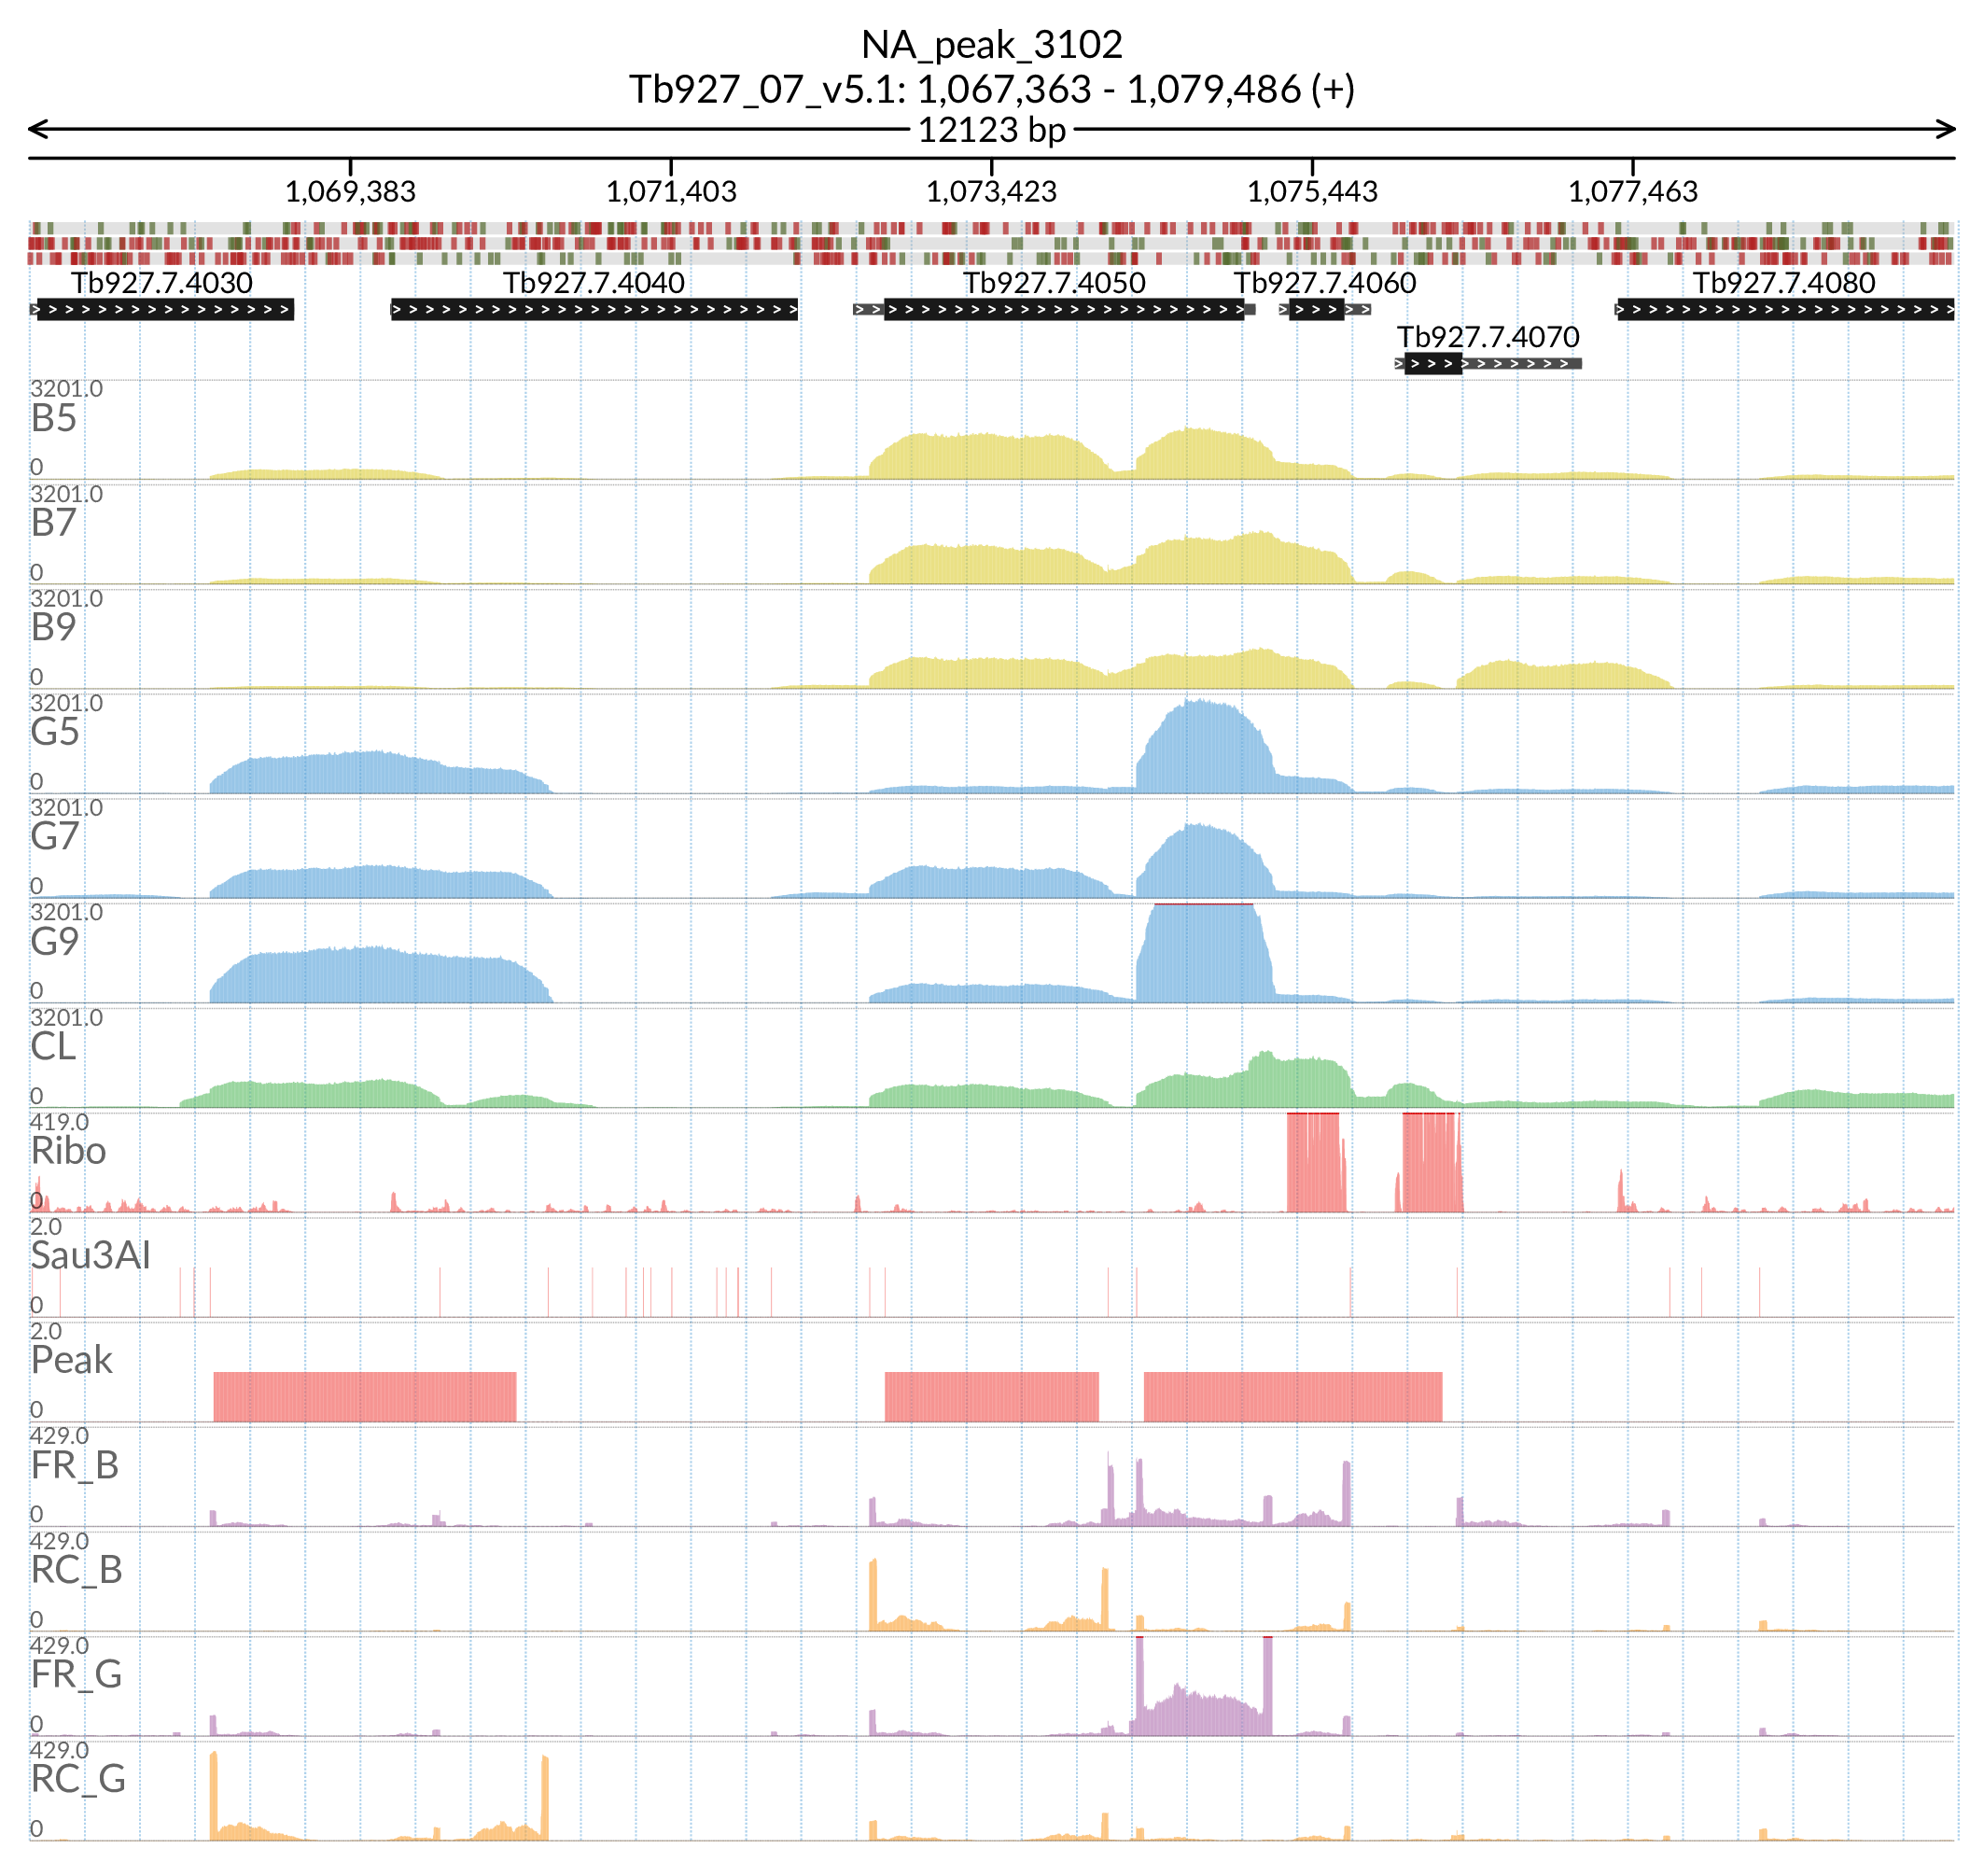 NA_peak_3102
Tb927_07_v5.1: 1,067,363 - 1,079,486 (+)
12123 bp
1,069,383 1,071,403 1,073,423 1,075,443 1,077,463
Tb927.7.4030 Tb927.7.4040 Tb927.7.4050 Tb927.7.4060 Tb927.7.4080
Tb927.7.4070
3201.0
B5
0
3201.0
B7
0
3201.0
B9
0
3201.0
G5
0
3201.0
G7
0
3201.0
G9
0
3201.0
CL
0
419.0
Ribo
0
2.0
Sau3AI
0
2.0
Peak
0
429.0
FR_B
0
429.0
RC_B
0
429.0
FR_G
0
429.0
RC_G
0